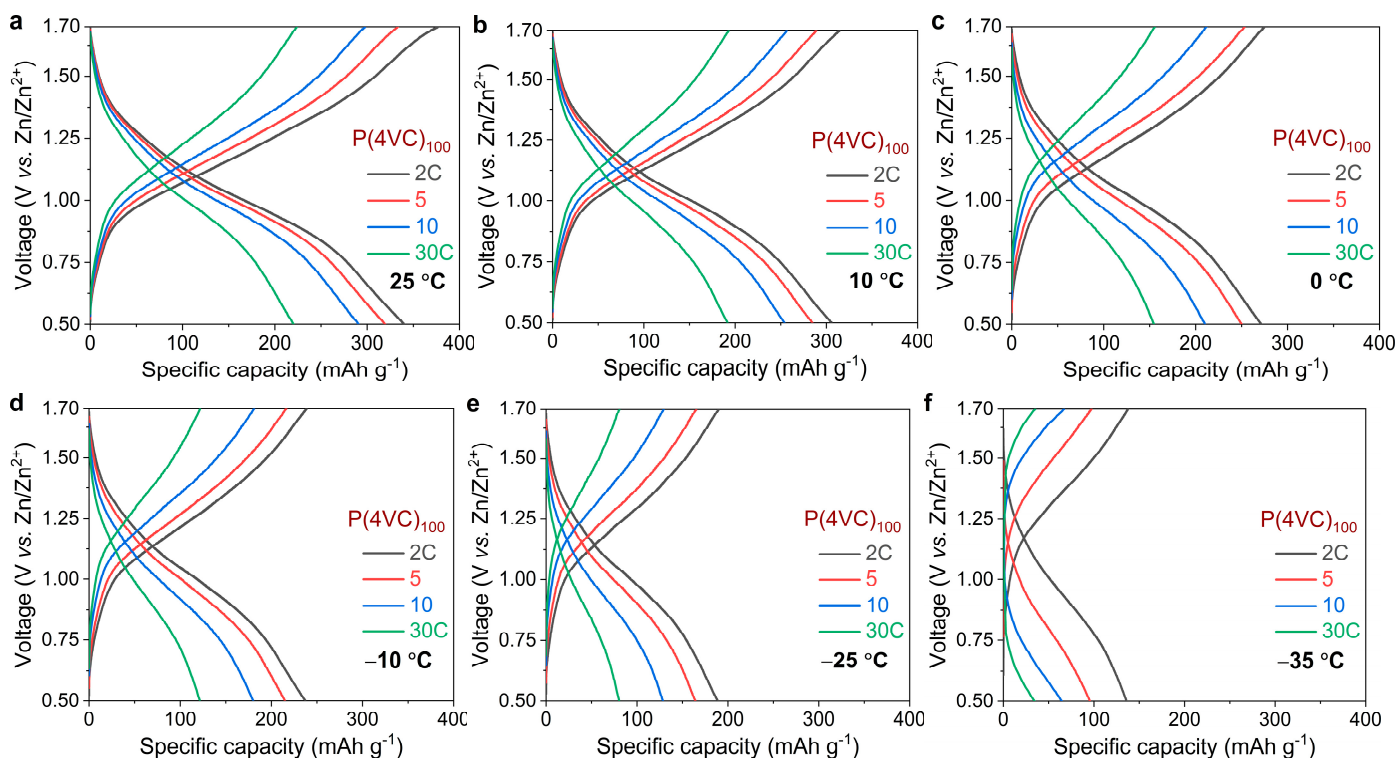 a
1.70
1.50
1.25
1.00
0.75
0.50
Voltage (V vs. Zn/Zn²⁺)
P(4VC)₁₀₀
2C
5
10
30C
25 °C
0 100 200 300 400
Specific capacity (mAh g⁻¹)
b
1.70
1.50
1.25
1.00
0.75
0.50
Voltage (V vs. Zn/Zn²⁺)
P(4VC)₁₀₀
2C
5
10
30C
10 °C
0 100 200 300 400
Specific capacity (mAh g⁻¹)
c
1.70
1.50
1.25
1.00
0.75
0.50
Voltage (V vs. Zn/Zn²⁺)
P(4VC)₁₀₀
2C
5
10
30C
0 °C
0 100 200 300 400
Specific capacity (mAh g⁻¹)
d
1.70
1.50
1.25
1.00
0.75
0.50
Voltage (V vs. Zn/Zn²⁺)
P(4VC)₁₀₀
2C
5
10
30C
–10 °C
0 100 200 300 400
Specific capacity (mAh g⁻¹)
e
1.70
1.50
1.25
1.00
0.75
0.50
Voltage (V vs. Zn/Zn²⁺)
P(4VC)₁₀₀
2C
5
10
30C
–25 °C
0 100 200 300 400
Specific capacity (mAh g⁻¹)
f
1.70
1.50
1.25
1.00
0.75
0.50
Voltage (V vs. Zn/Zn²⁺)
P(4VC)₁₀₀
2C
5
10
30C
–35 °C
0 100 200 300 400
Specific capacity (mAh g⁻¹)